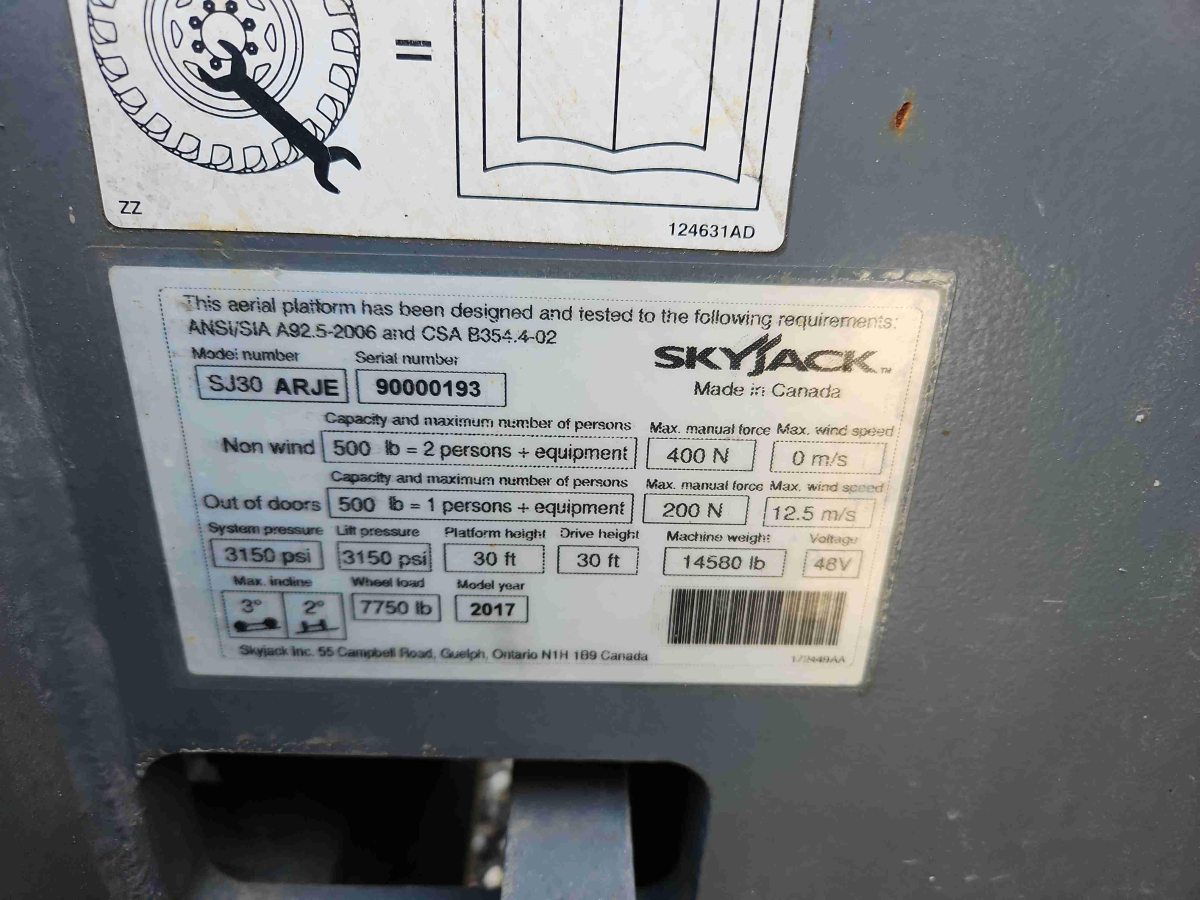 ZZ
124631AD
This aerial platform has been designed and tested to the following requirements:
ANSI/SIA A92.5-2006 and CSA B354.4-02
Model number Serial number
SKYJACK™
SJ30 ARJE 90000193
Made in Canada
Capacity and maximum number of persons Max. manual force Max. wind speed
Non wind 500 lb = 2 persons + equipment 400 N 0 m/s
Capacity and maximum number of persons Max. manual force Max. wind speed
Out of doors 500 lb = 1 persons + equipment 200 N 12.5 m/s
System pressure Lift pressure Platform height Drive height Machine weight Voltage
3150 psi 3150 psi 30 ft 30 ft 14580 lb 48V
Max. incline Wheel load Model year
3° 2° 7750 lb 2017
Skyjack Inc. 55 Campbell Road, Guelph, Ontario N1H 1B9 Canada